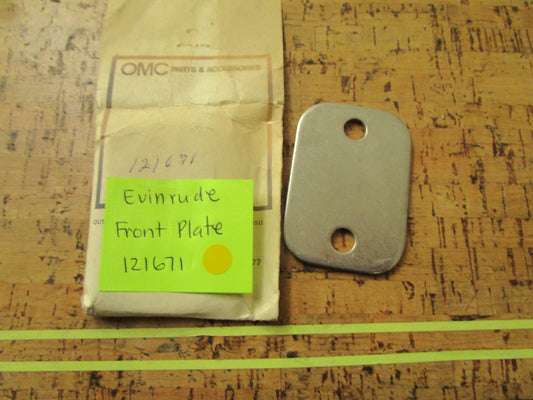 OMC PARTS & ACCESSORIES
121671
Evinrude
Front Plate
121671